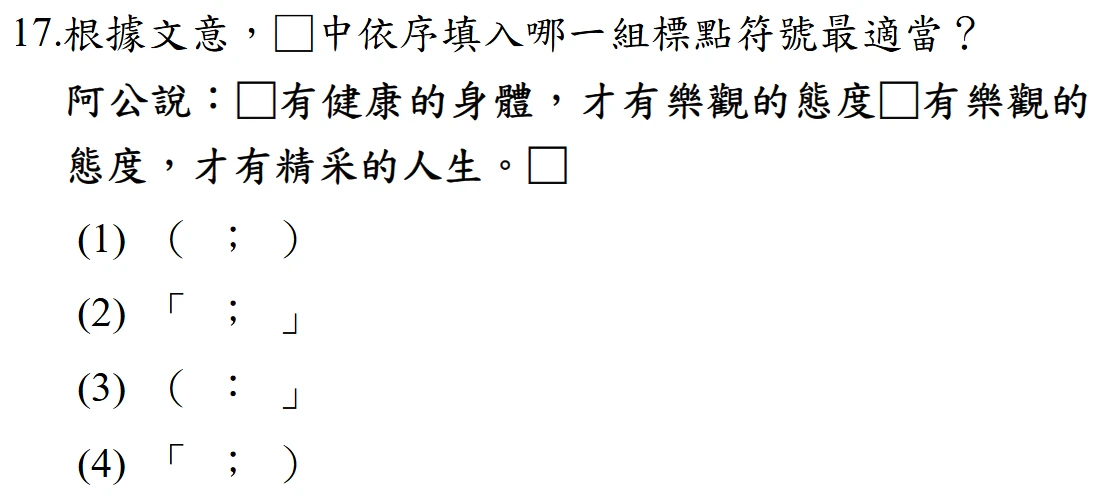 17.根據文意，□中依序填入哪一組標點符號最適當？
阿公說：□有健康的身體，才有樂觀的態度□有樂觀的
態度，才有精采的人生。□
(1) （ ； ）
(2) 「 ； 」
(3) （ ： 」
(4) 「 ； ）